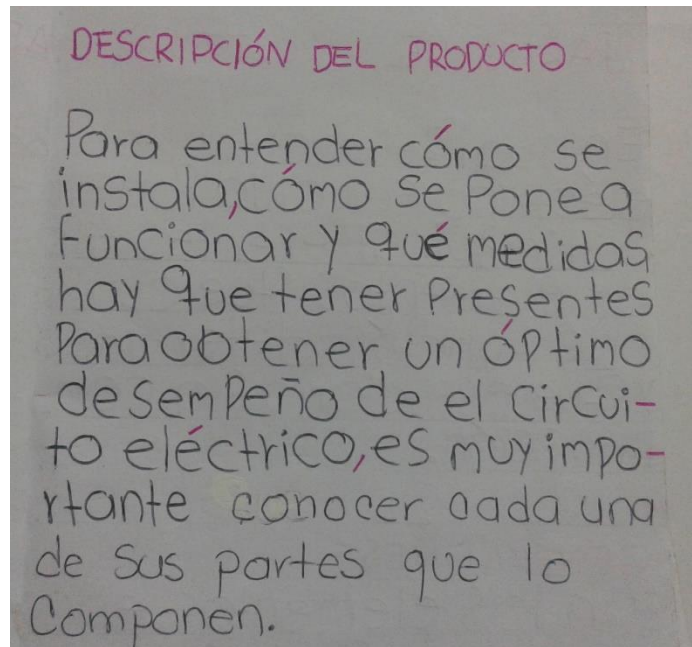 DESCRIPCIÓN DEL PRODUCTO
Para entender cómo se
instala, cómo se Pone a
Funcionar y qué medidas
hay que tener Presentes
Para obtener un óptimo
desempeño de el circui-
to eléctrico, es muy impo-
rtante conocer cada una
de sus partes que lo
Componen.